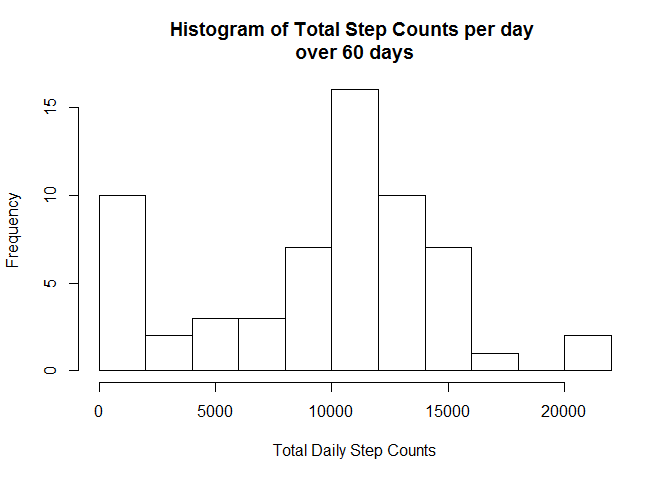 Histogram of Total Step Counts per day
over 60 days
Frequency
15
10
5
0
0 5000 10000 15000 20000
Total Daily Step Counts